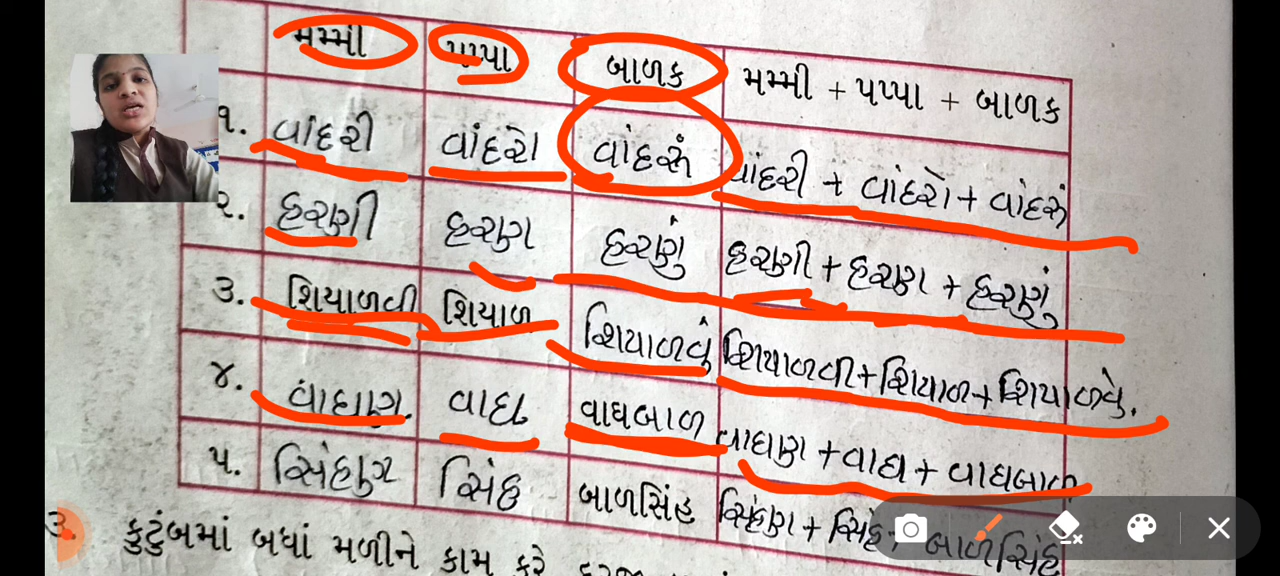 મમ્મી પપ્પા બાળક મમ્મી + પપ્પા + બાળક
૧. વાંદરી વાંદરો વાંદરું વાંદરી + વાંદરો + વાંદરું
૨. હરણી હરણ હરણું હરણી + હરણ + હરણું
૩. શિયાળવી શિયાળ શિયાળવું શિયાળવી + શિયાળ + શિયાળવું.
૪. વાઘણ. વાઘ વાઘબાળ વાઘણ + વાઘ + વાઘબાળ
૫. સિંહણ સિંહ બાળસિંહ સિંહણ + સિંહ + બાળસિંહ
3. કુટુંબમાં બધાં મળીને કામ કરે